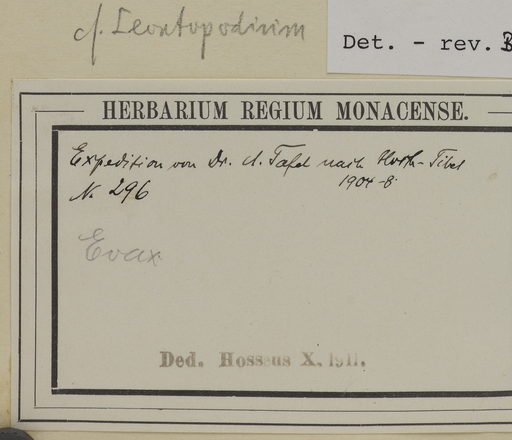 cf. Leontopodium
Det. - rev.
HERBARIUM REGIUM MONACENSE.
Expedition von Dr. A. Tafel nach Hoch-Tibet
1904-8.
N. 296
Evax
Ded. Hosseus X. 1911.